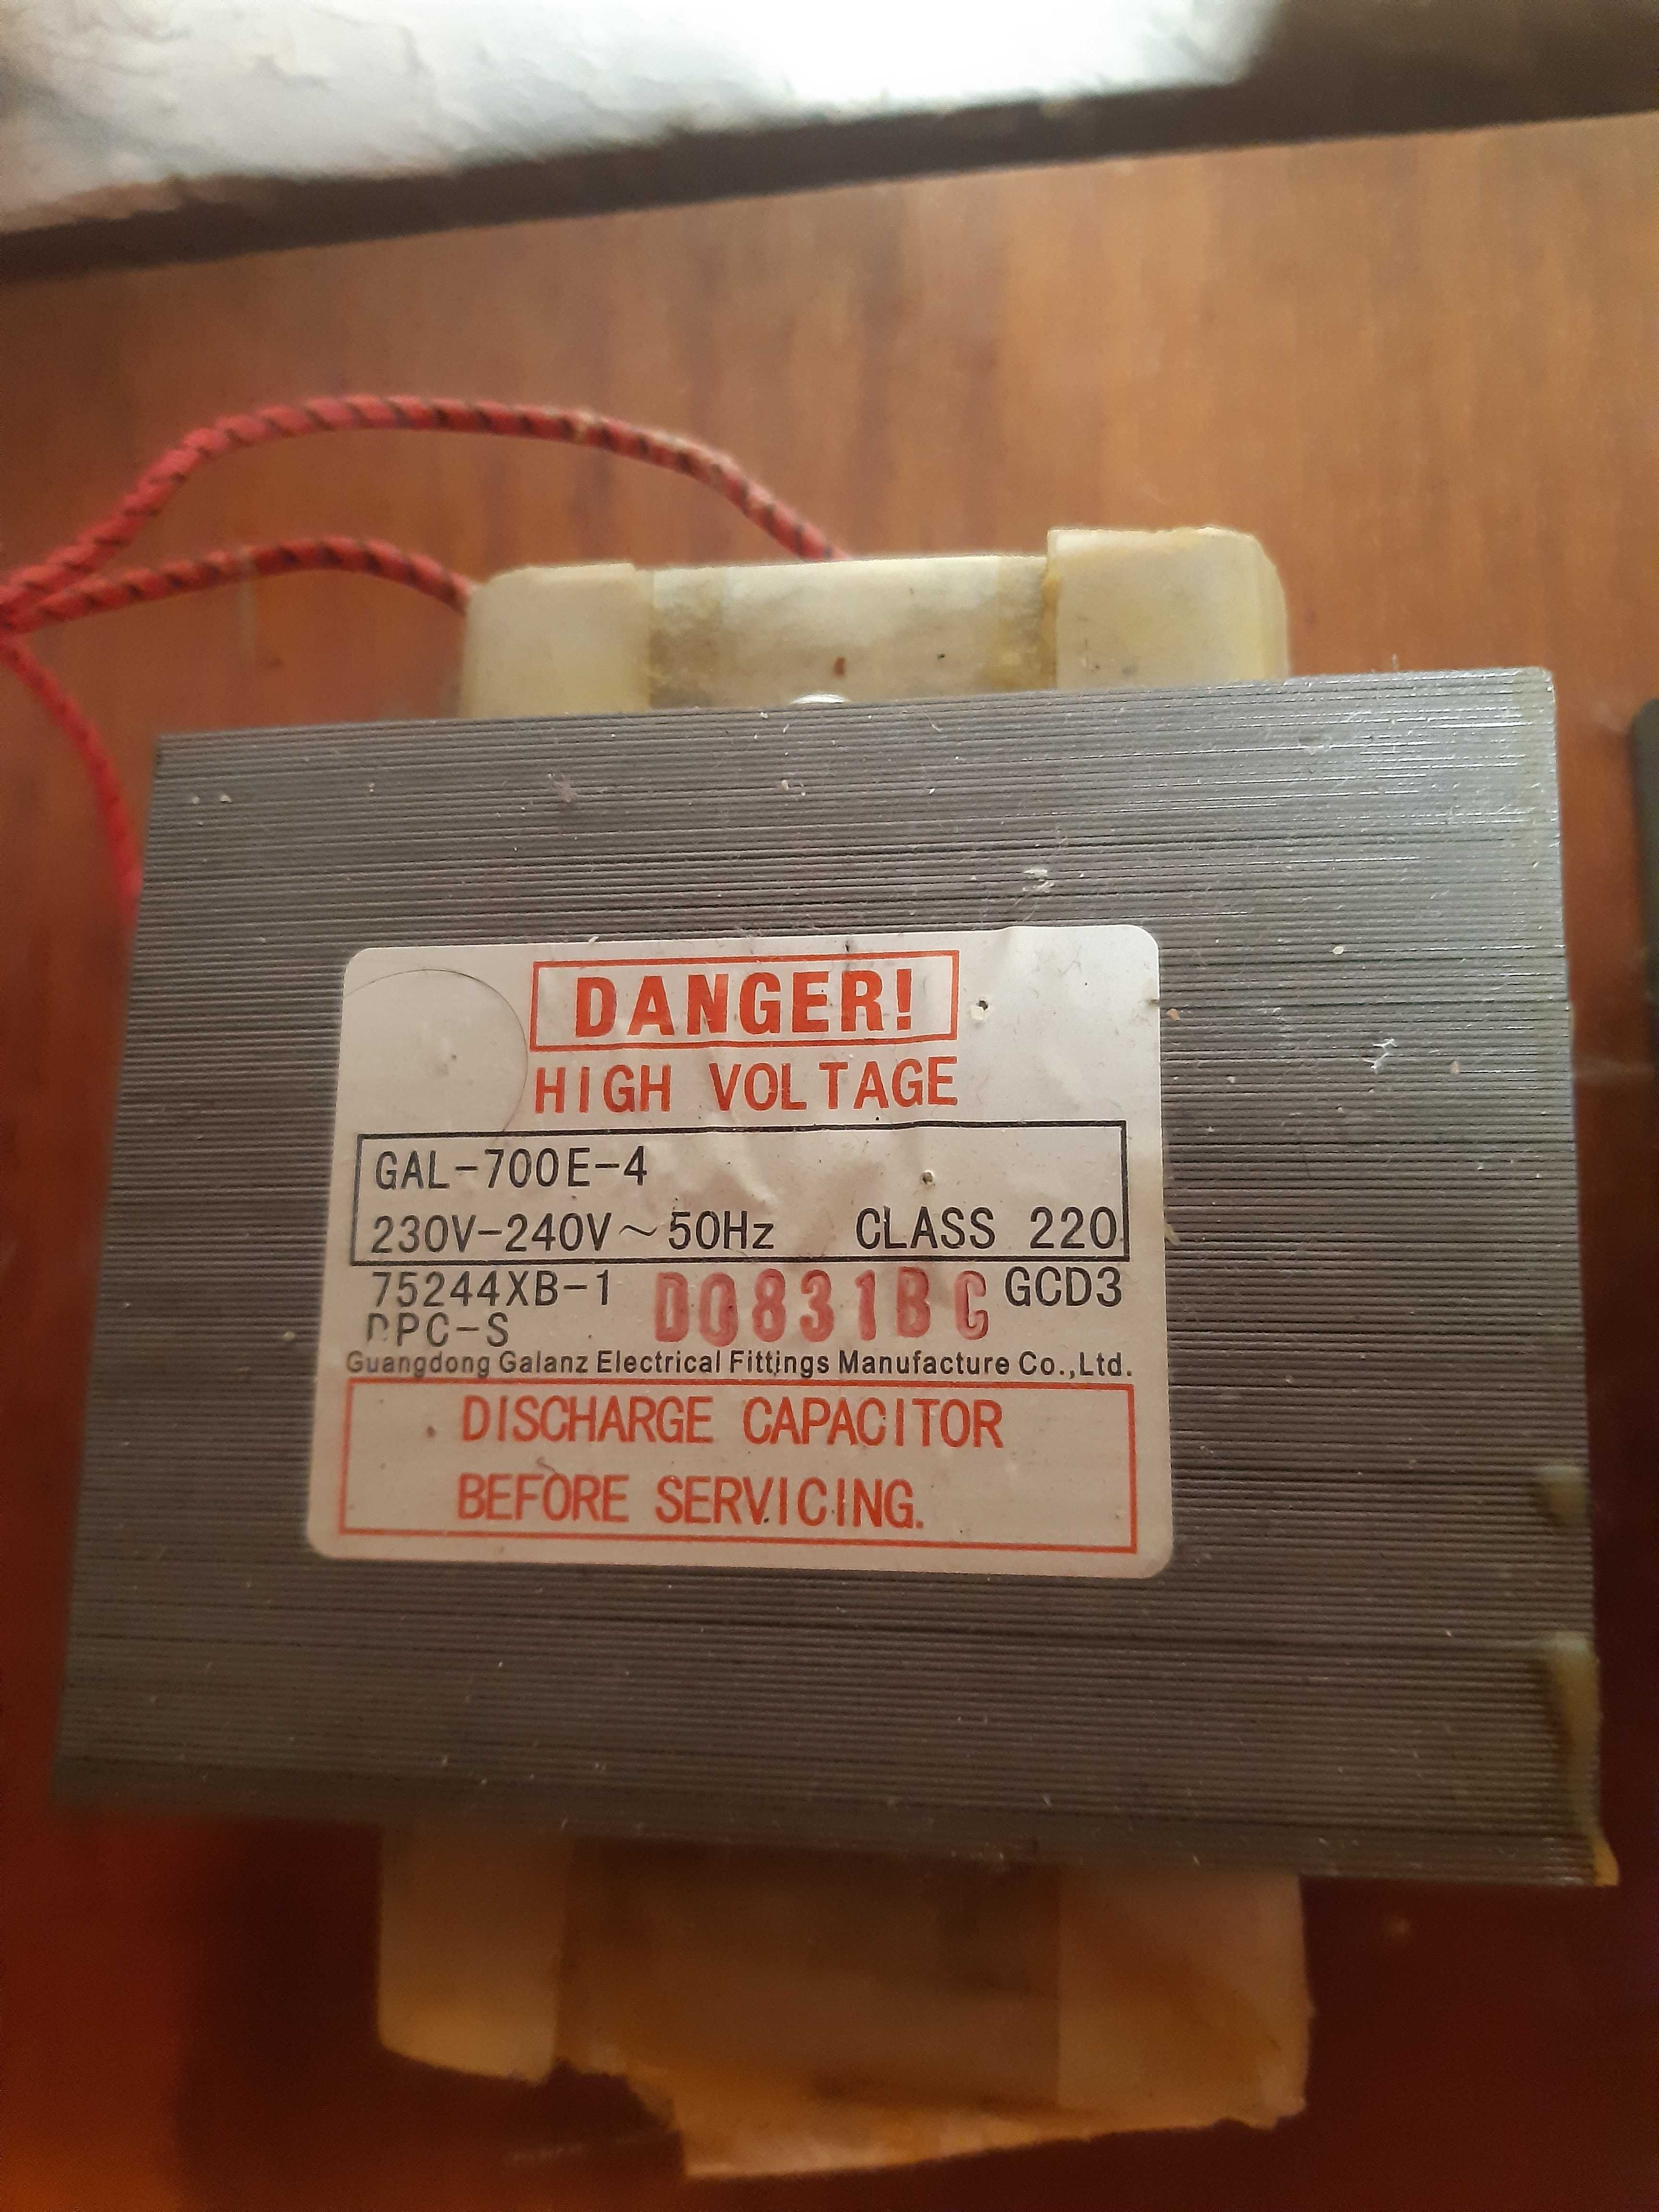 DANGER!
HIGH VOLTAGE
GAL-700E-4
230V-240V~50Hz CLASS 220
75244XB-1 D0831BC GCD3
DPC-S
Guangdong Galanz Electrical Fittings Manufacture Co.,Ltd.
DISCHARGE CAPACITOR
BEFORE SERVICING.